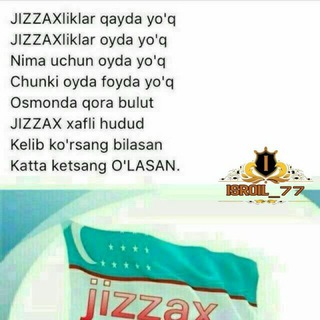 JIZZAXliklar qayda yo'q
JIZZAXliklar oyda yo'q
Nima uchun oyda yo'q
Chunki oyda foyda yo'q
Osmonda qora bulut
JIZZAX xafli hudud
Kelib ko'rsang bilasan
Katta ketsang O'LASAN.
I
ISROIL_77
jizzax